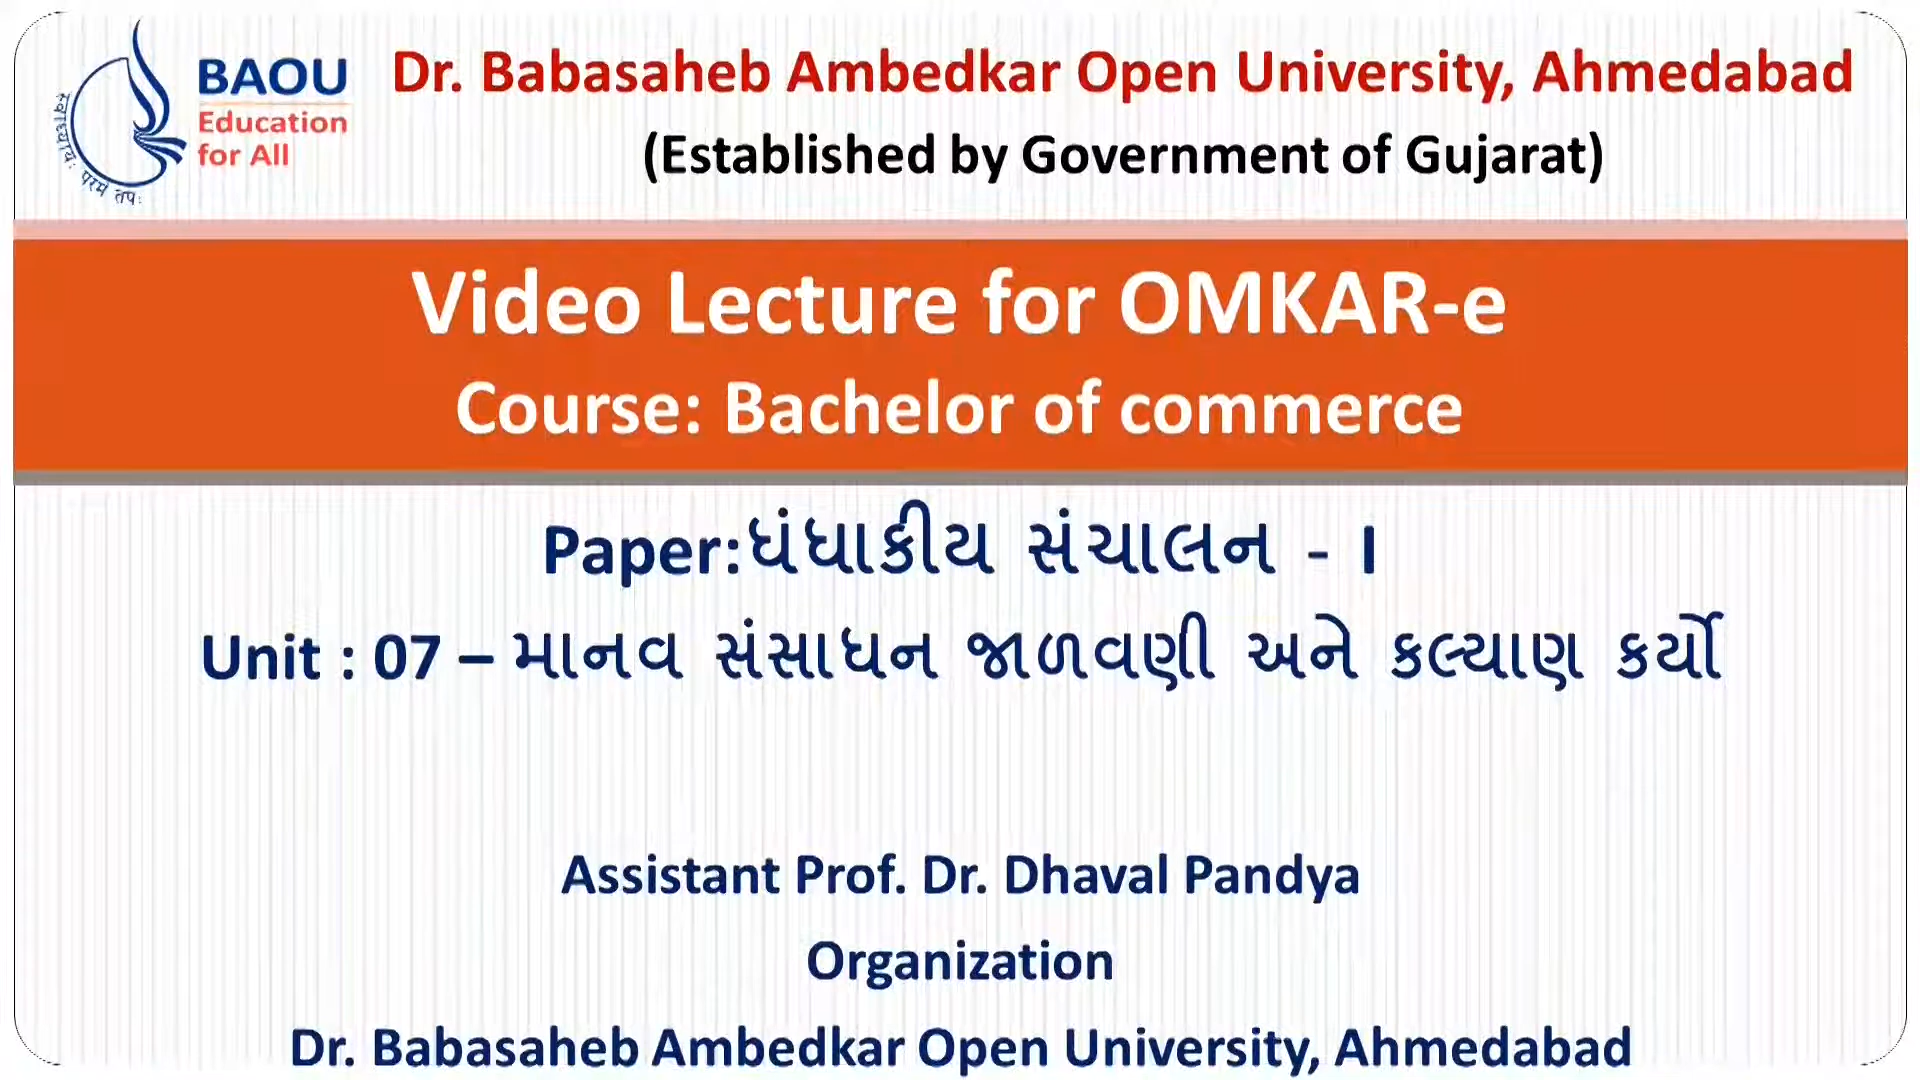 स्वाध्यायः परमं तपः
BAOU
Education
for All
Dr. Babasaheb Ambedkar Open University, Ahmedabad
(Established by Government of Gujarat)
Video Lecture for OMKAR-e
Course: Bachelor of commerce
Paper:ધંધાકીય સંચાલન - I
Unit : 07 – માનવ સંસાધન જાળવણી અને કલ્યાણ કર્યો
Assistant Prof. Dr. Dhaval Pandya
Organization
Dr. Babasaheb Ambedkar Open University, Ahmedabad